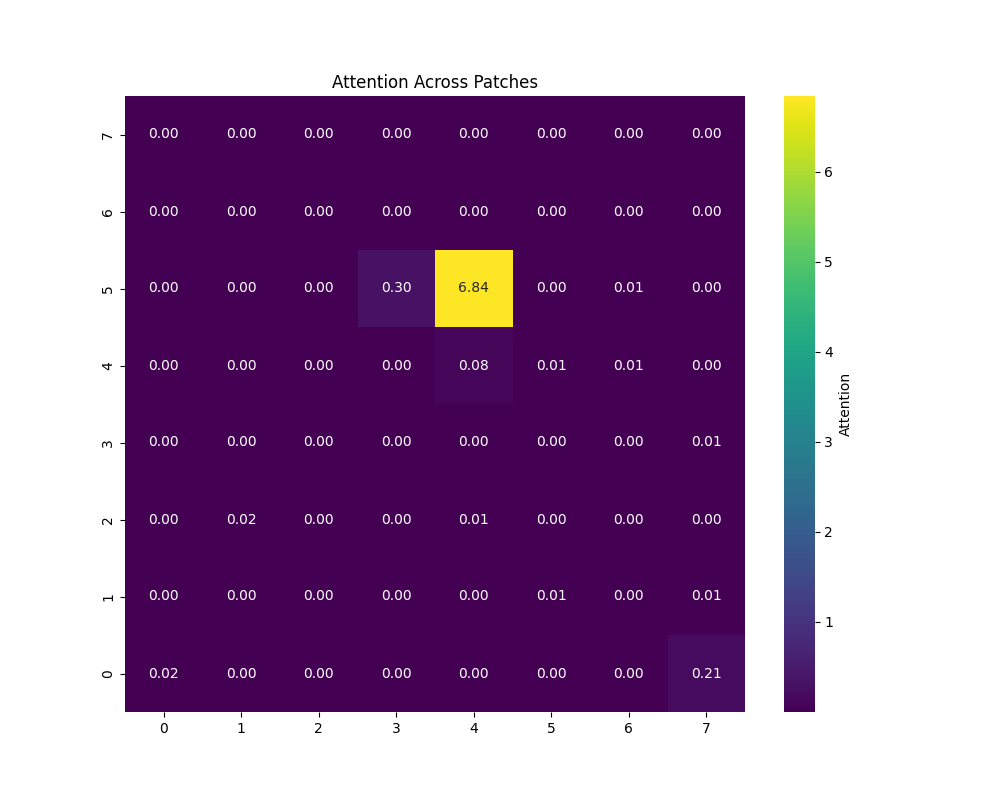 Attention Across Patches
7 0.00 0.00 0.00 0.00 0.00 0.00 0.00 0.00
6 0.00 0.00 0.00 0.00 0.00 0.00 0.00 0.00
5 0.00 0.00 0.00 0.30 6.84 0.00 0.01 0.00
4 0.00 0.00 0.00 0.00 0.08 0.01 0.01 0.00
3 0.00 0.00 0.00 0.00 0.00 0.00 0.00 0.01
2 0.00 0.02 0.00 0.00 0.01 0.00 0.00 0.00
1 0.00 0.00 0.00 0.00 0.00 0.01 0.00 0.01
0 0.02 0.00 0.00 0.00 0.00 0.00 0.00 0.21
0 1 2 3 4 5 6 7
6
5
4
3
2
1
Attention